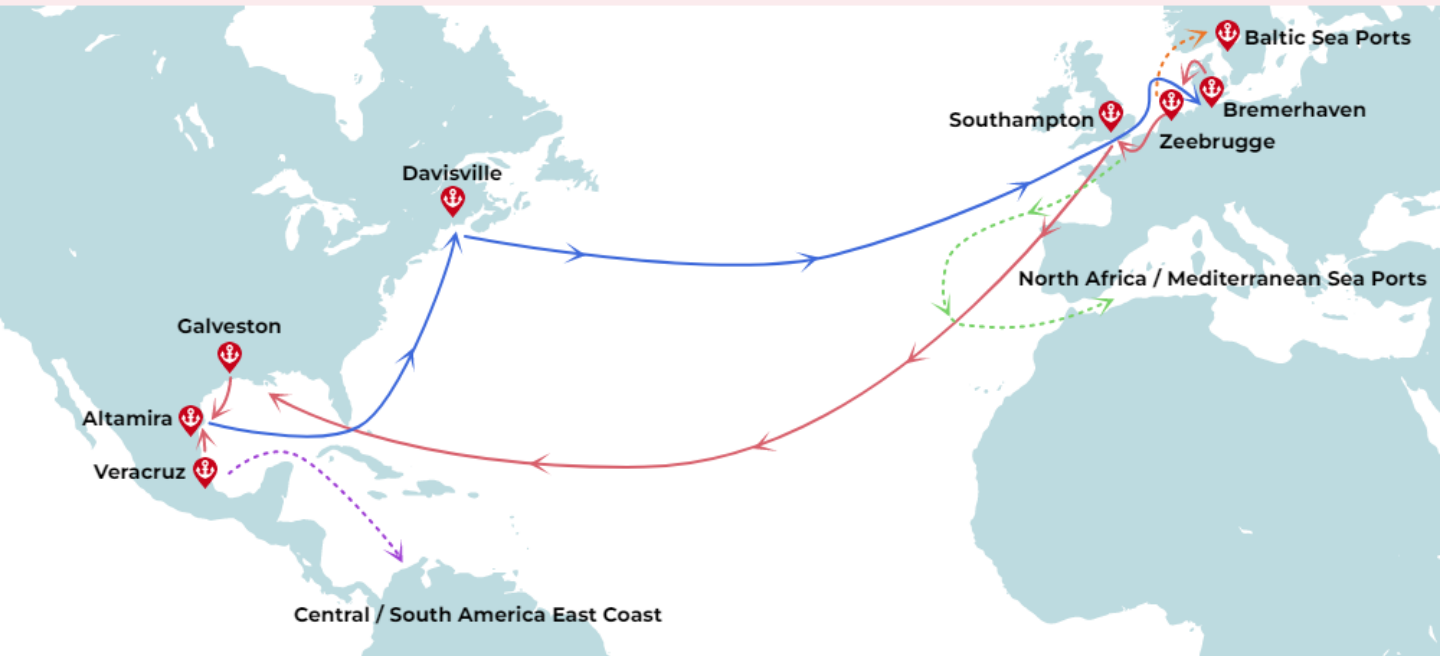 Baltic Sea Ports
Bremerhaven
Southampton
Zeebrugge
Davisville
North Africa / Mediterranean Sea Ports
Galveston
Altamira
Veracruz
Central / South America East Coast